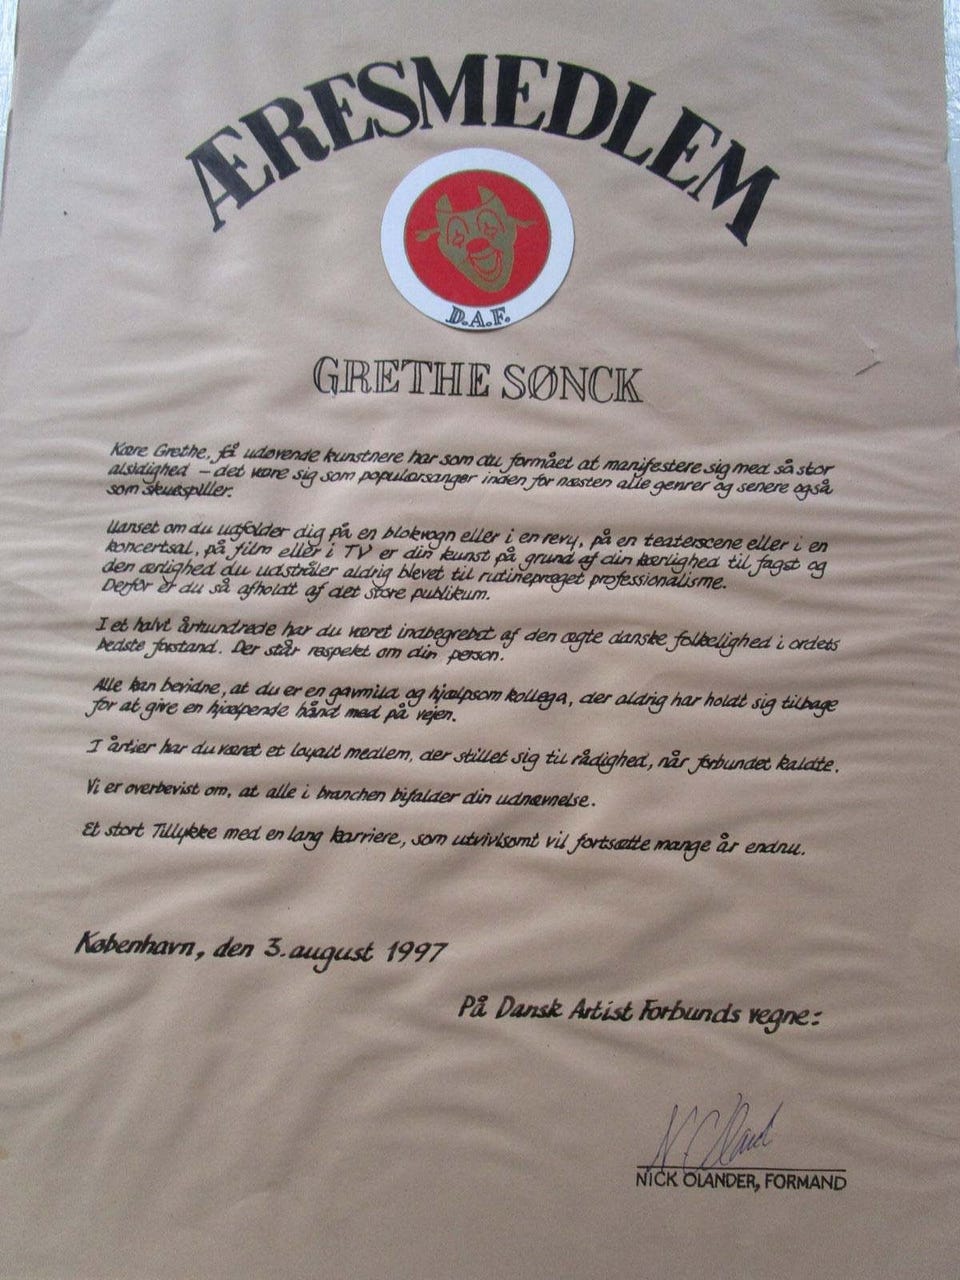 ÆRESMEDLEM
D.A.F.
GRETHE SØNCK
Kære Grethe, få udøvende kunstnere har som du formået at manifestere sig med så stor
alsidighed – det være sig som populærsanger inden for næsten alle genrer og senere også
som skuespiller.
Uanset om du udfolder dig på en blokvogn eller i en revy, på en teaterscene eller i en
koncertsal, på film eller i TV er din kunst på grund af din kærlighed til faget og
den ærlighed du udstråler aldrig blevet til rutinepræget professionalisme.
Derfor er du så afholdt af det store publikum.
I et halvt århundrede har du været indbegrebet af den ægte danske folkelighed i ordets
bedste forstand. Der står respekt om din person.
Alle kan bevidne, at du er en gavmild og hjælpsom kollega, der aldrig har holdt sig tilbage
for at give en hjælpende hånd med på vejen.
I årtier har du været et loyalt medlem, der stillet sig til rådighed, når forbundet kaldte.
Vi er overbevist om, at alle i branchen bifalder din udnævnelse.
Et stort Tillykke med en lang karriere, som utvivlsomt vil fortsætte mange år endnu.
København, den 3. august 1997
På Dansk Artist Forbunds vegne:
N Oland
NICK OLANDER, FORMAND